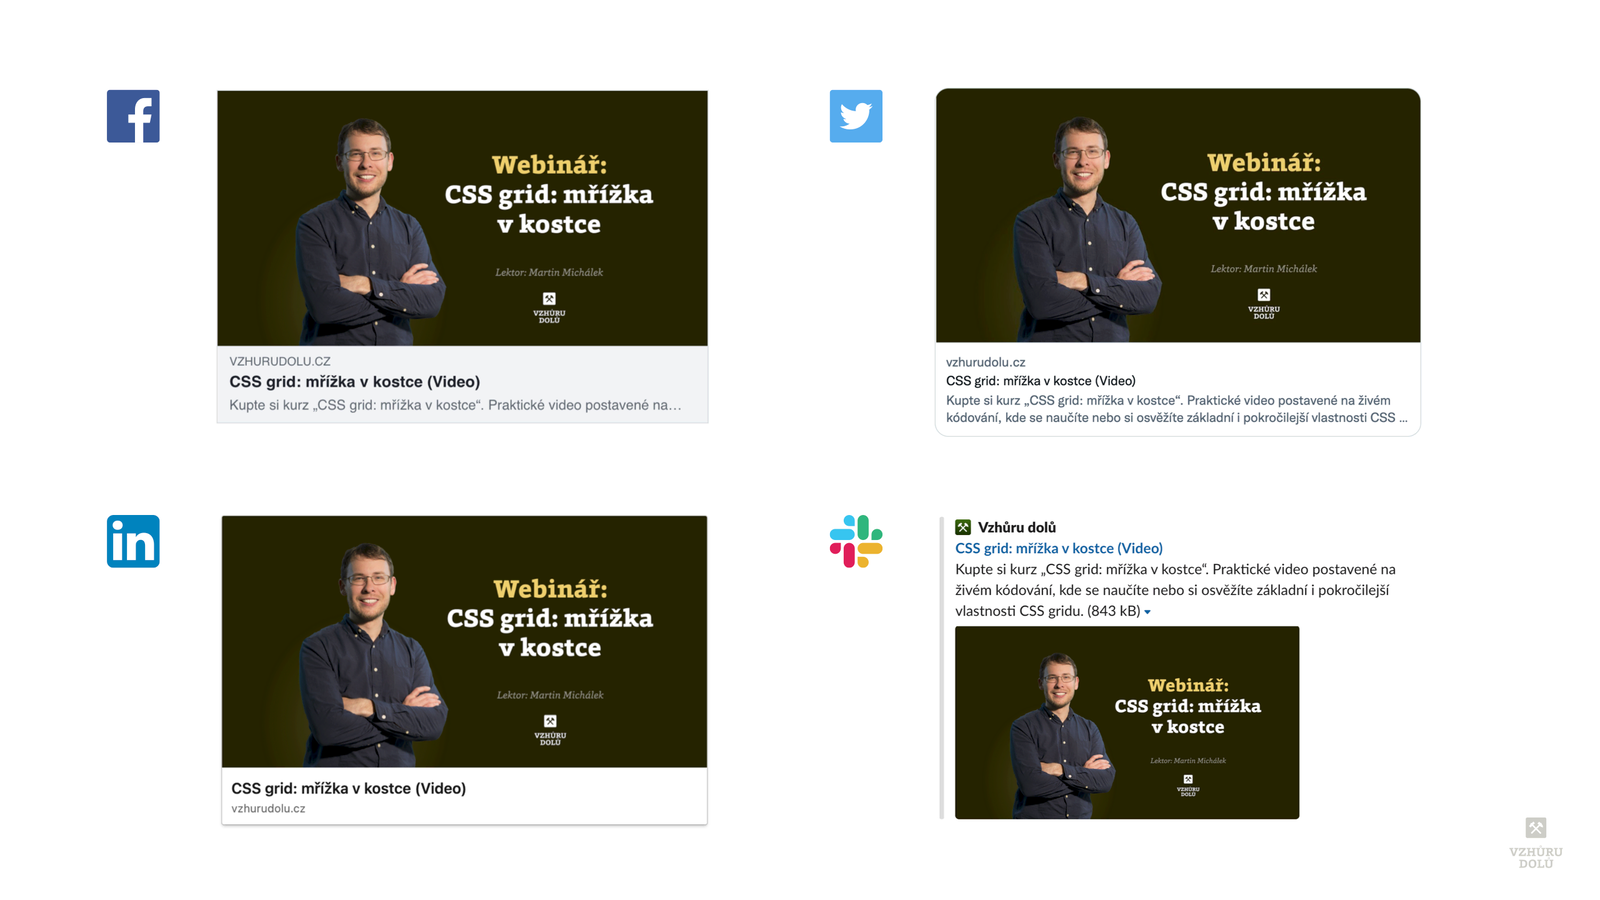 Webinář:
CSS grid: mřížka
v kostce
Lektor: Martin Michálek
VZHŮRU
DOLŮ
VZHURUDOLU.CZ
CSS grid: mřížka v kostce (Video)
Kupte si kurz „CSS grid: mřížka v kostce“. Praktické video postavené na…
Webinář:
CSS grid: mřížka
v kostce
Lektor: Martin Michálek
VZHŮRU
DOLŮ
vzhurudolu.cz
CSS grid: mřížka v kostce (Video)
Kupte si kurz „CSS grid: mřížka v kostce“. Praktické video postavené na živém
kódování, kde se naučíte nebo si osvěžíte základní i pokročilejší vlastnosti CSS ...
in
Webinář:
CSS grid: mřížka
v kostce
Lektor: Martin Michálek
VZHŮRU
DOLŮ
CSS grid: mřížka v kostce (Video)
vzhurudolu.cz
Vzhůru dolů
CSS grid: mřížka v kostce (Video)
Kupte si kurz „CSS grid: mřížka v kostce“. Praktické video postavené na
živém kódování, kde se naučíte nebo si osvěžíte základní i pokročilejší
vlastnosti CSS gridu. (843 kB)
Webinář:
CSS grid: mřížka
v kostce
Lektor: Martin Michálek
VZHŮRU
DOLŮ
VZHŮRU
DOLŮ